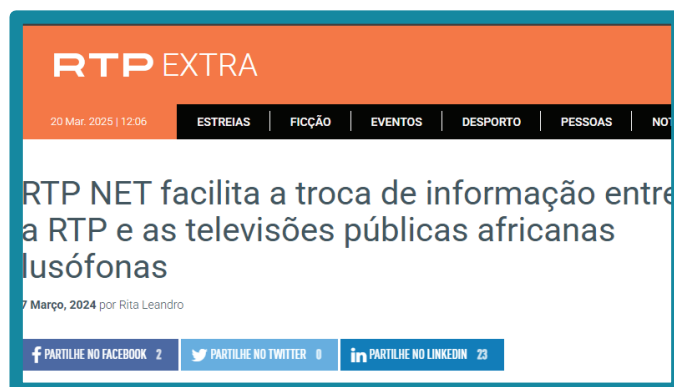 RTP EXTRA
20 Mar. 2025 | 12:06 ESTREIAS FICÇÃO EVENTOS DESPORTO PESSOAS
RTP NET facilita a troca de informação entre
a RTP e as televisões públicas africanas
lusófonas
7 Março, 2024 por Rita Leandro
PARTILHE NO FACEBOOK 2 PARTILHE NO TWITTER 0 PARTILHE NO LINKEDIN 23